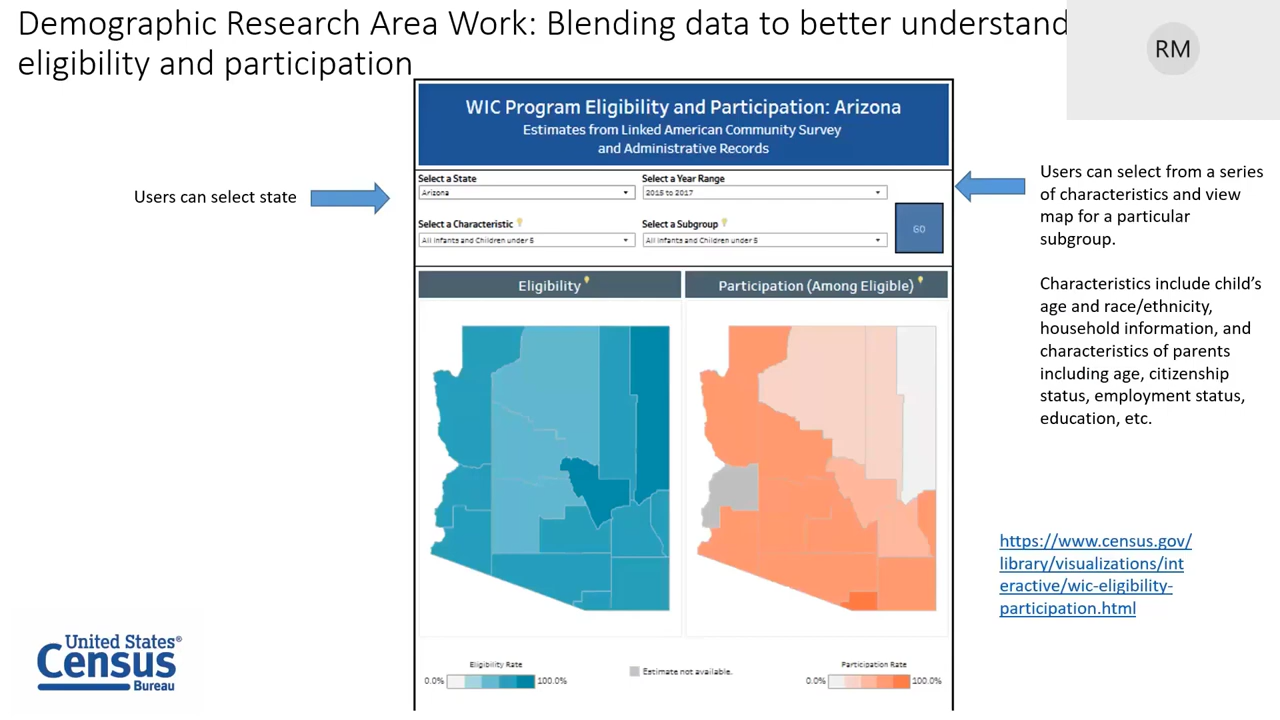 Demographic Research Area Work: Blending data to better understand
eligibility and participation
RM
WIC Program Eligibility and Participation: Arizona
Estimates from Linked American Community Survey
and Administrative Records
Users can select state
Select a State
Arizona
Select a Year Range
2015 to 2017
Select a Characteristic
All Infants and Children under 5
Select a Subgroup
All Infants and Children under 5
GO
Users can select from a series
of characteristics and view
map for a particular
subgroup.
Characteristics include child's
age and race/ethnicity,
household information, and
characteristics of parents
including age, citizenship
status, employment status,
education, etc.
Eligibility
Participation (Among Eligible)
https://www.census.gov/
library/visualizations/int
eractive/wic-eligibility-
participation.html
United States®
Census
Bureau
Eligibility Rate
0.0% 100.0%
Estimate not available.
Participation Rate
0.0% 100.0%